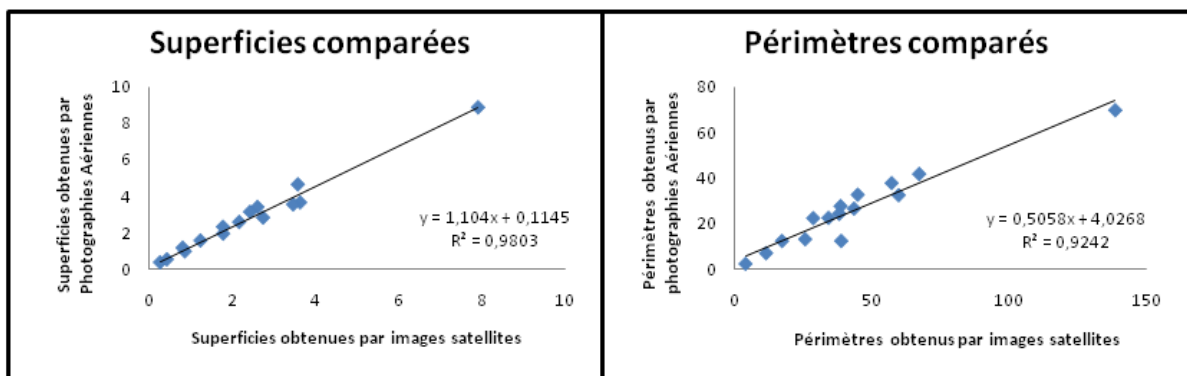 Superficies comparées
Superficies obtenues par
Photographies Aériennes
10
8
6
4
2
0
y = 1,104x + 0,1145
R² = 0,9803
0 2 4 6 8 10
Superficies obtenues par images satellites
Périmètres comparés
Périmètres obtenus par
photographies Aériennes
80
60
40
20
0
y = 0,5058x + 4,0268
R² = 0,9242
0 50 100 150
Périmètres obtenus par images satellites